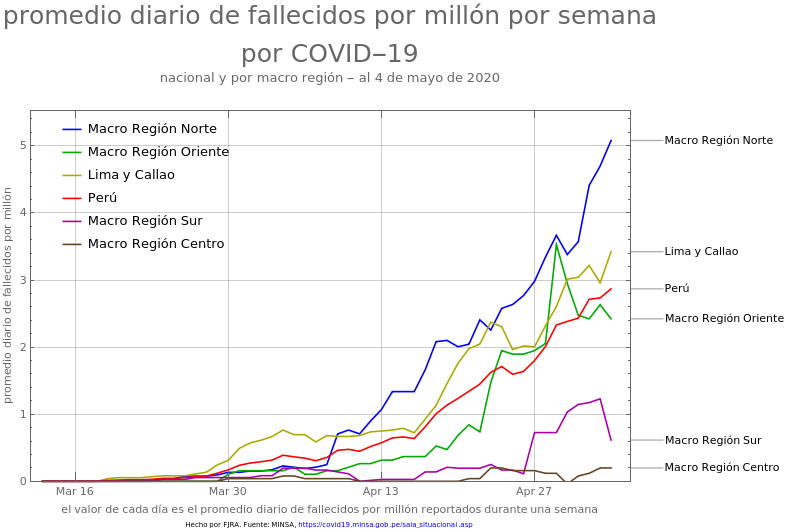 promedio diario de fallecidos por millón por semana
por COVID–19
nacional y por macro región – al 4 de mayo de 2020
Macro Región Norte
Macro Región Oriente
Lima y Callao
Perú
Macro Región Sur
Macro Región Centro
promedio diario de fallecidos por millón
5
4
3
2
1
0
Macro Región Norte
Lima y Callao
Perú
Macro Región Oriente
Macro Región Sur
Macro Región Centro
Mar 16 Mar 30 Apr 13 Apr 27
el valor de cada día es el promedio diario de fallecidos por millón reportados durante una semana
Hecho por FJRA. Fuente: MINSA, https://covid19.minsa.gob.pe/sala_situacional.asp